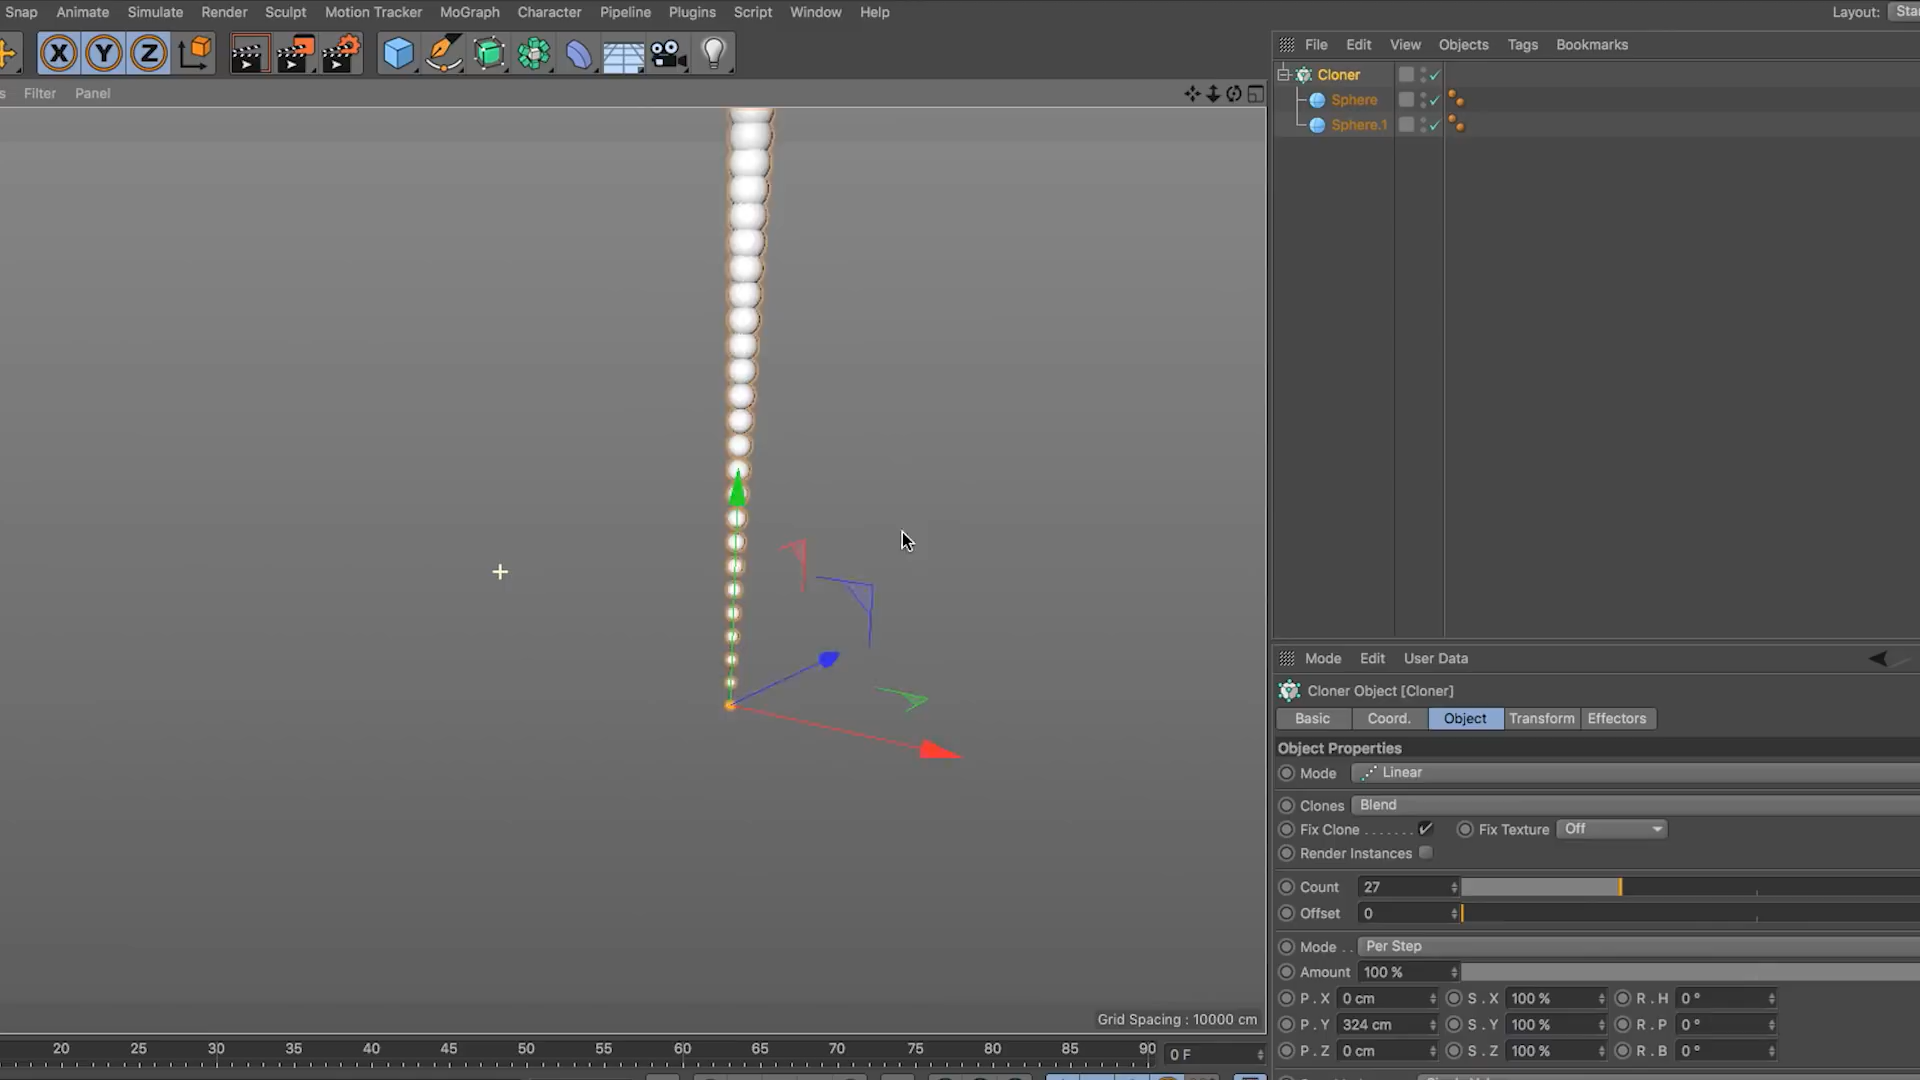 Snap Animate Simulate Render Sculpt Motion Tracker MoGraph Character Pipeline Plugins Script Window Help Layout:
X Y Z
File Edit View Objects Tags Bookmarks
Filter Panel
Cloner
Sphere
Sphere.1
Mode Edit User Data
Cloner Object [Cloner]
Basic Coord. Object Transform Effectors
Object Properties
Mode Linear
Clones Blend
Fix Clone ....... Fix Texture Off
Render Instances
Count 27
Offset 0
Mode .. Per Step
Amount 100 %
P . X 0 cm S . X 100 % R . H 0 °
Grid Spacing : 10000 cm
P . Y 324 cm S . Y 100 % R . P 0 °
P . Z 0 cm S . Z 100 % R . B 0 °
20 25 30 35 40 45 50 55 60 65 70 75 80 85 90 0 F